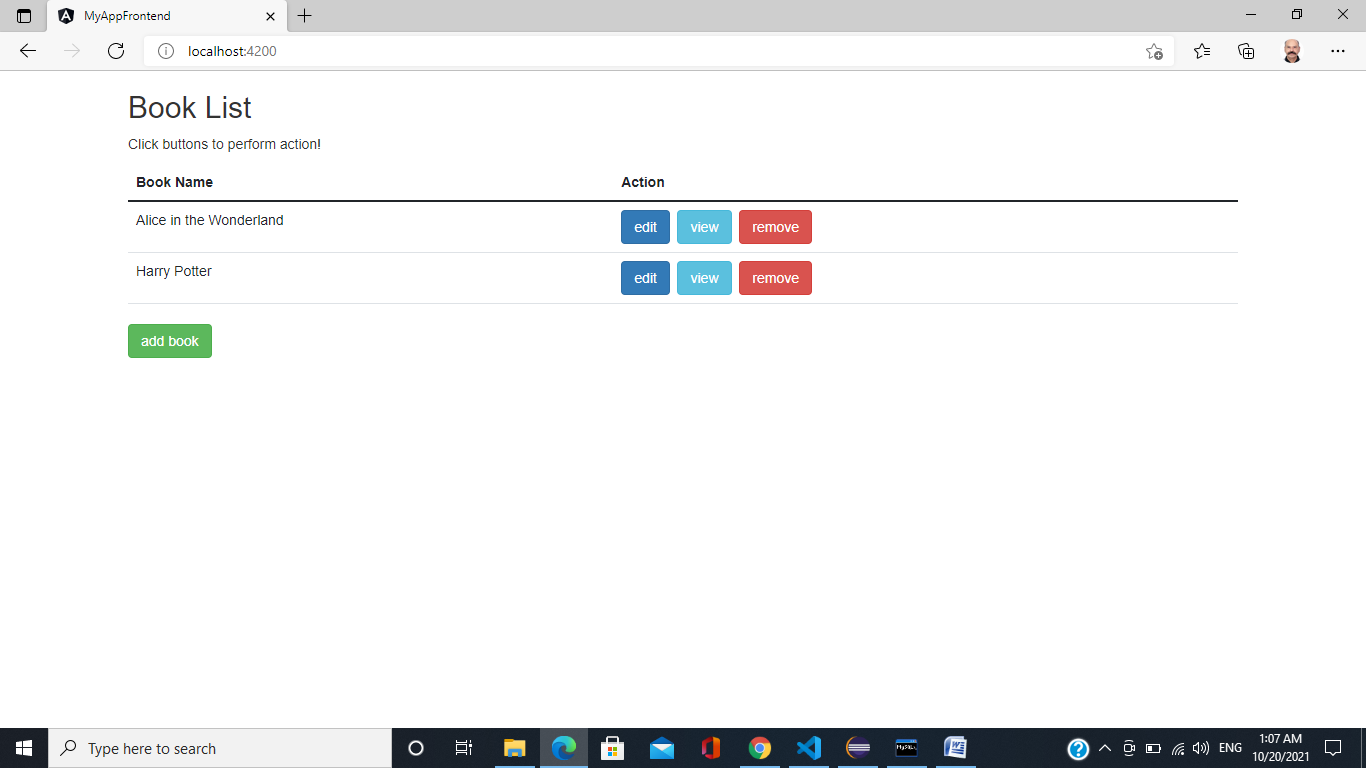 MyAppFrontend
localhost:4200
Book List
Click buttons to perform action!
Book Name Action
Alice in the Wonderland edit view remove
Harry Potter edit view remove
add book
Type here to search
ENG
1:07 AM
10/20/2021